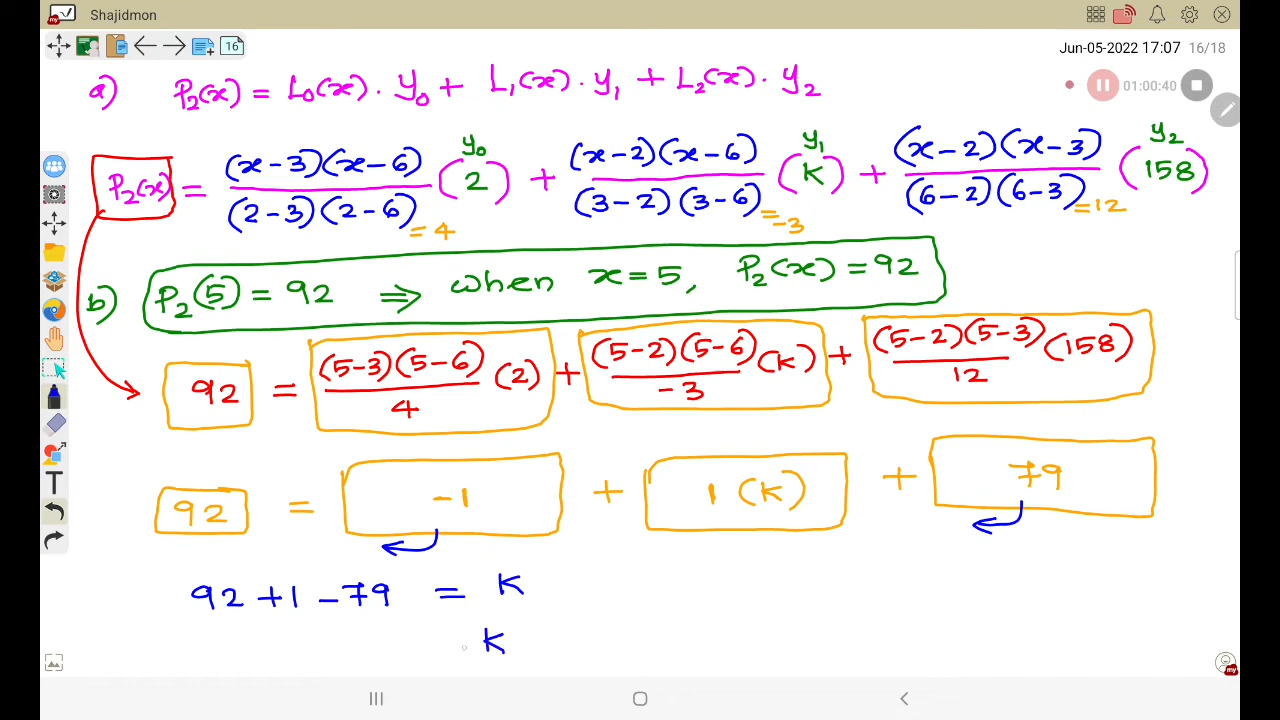 Shajidmon
16
Jun-05-2022 17:07 16/18
01:00:40
a) P₂(x) = L₀(x) · y₀ + L₁(x) · y₁ + L₂(x) · y₂
P₂(x) = (x-3)(x-6) / (2-3)(2-6) = 4 (2) y₀ + (x-2)(x-6) / (3-2)(3-6) = -3 (K) y₁ + (x-2)(x-3) / (6-2)(6-3) = 12 (158) y₂
b) P₂(5) = 92 ⇒ when x = 5, P₂(x) = 92
92 = (5-3)(5-6) / 4 (2) + (5-2)(5-6) / -3 (K) + (5-2)(5-3) / 12 (158)
92 = -1 + 1 (K) + 79
92 + 1 - 79 = K
K